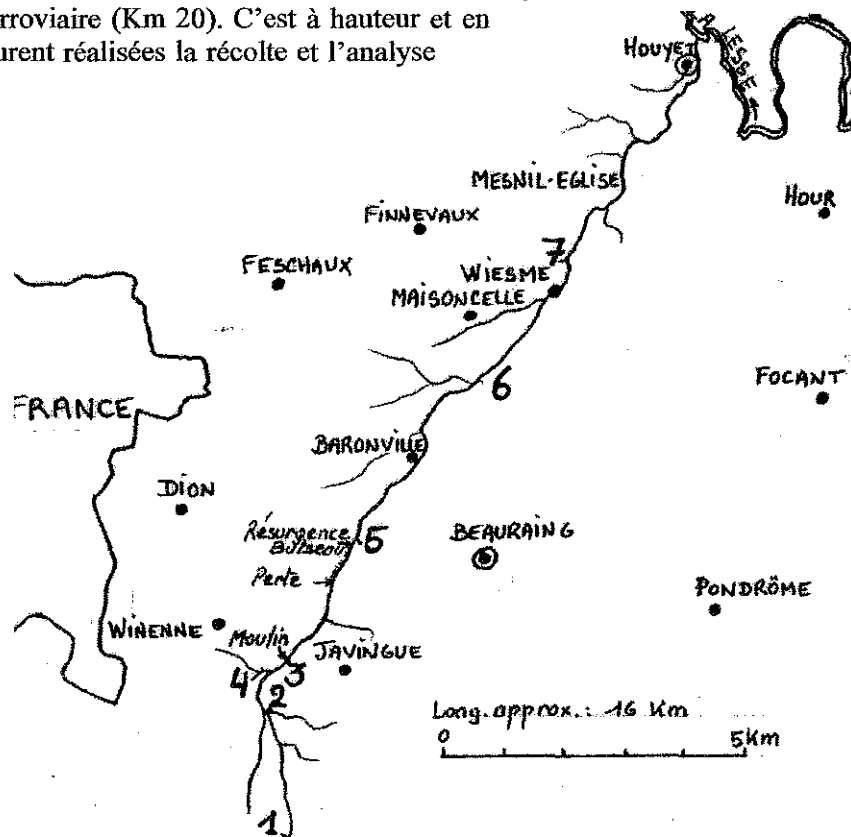 rroviaire (Km 20). C’est à hauteur et en
urent réalisées la récolte et l’analyse
HOUYET
LA LESSE
MESNIL-EGLISE
HOUR
FINNEVAUX
FESCHAUX
7
WIESME
MAISONCELLE
6
FOCANT
FRANCE
BARONVILLE
DION
Résurgence
5
BEAURAING
Perte
PONDRÔME
WINENNE
Moulin
JAVINGUE
4
3
2
Long. approx.: 16 Km
0
5Km
1